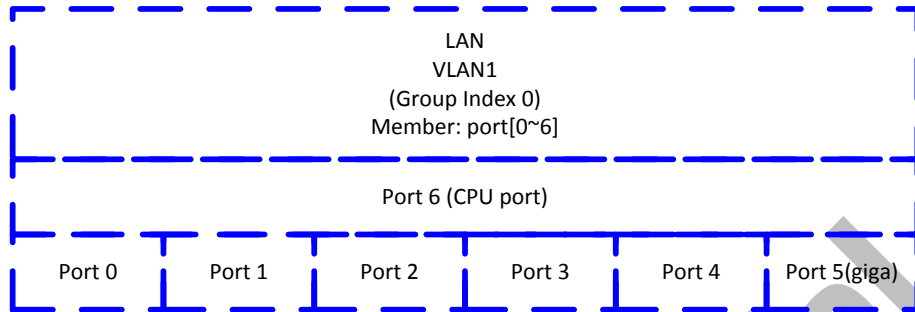 LAN
VLAN1
(Group Index 0)
Member: port[0~6]
Port 6 (CPU port)
Port 0 Port 1 Port 2 Port 3 Port 4 Port 5(giga)